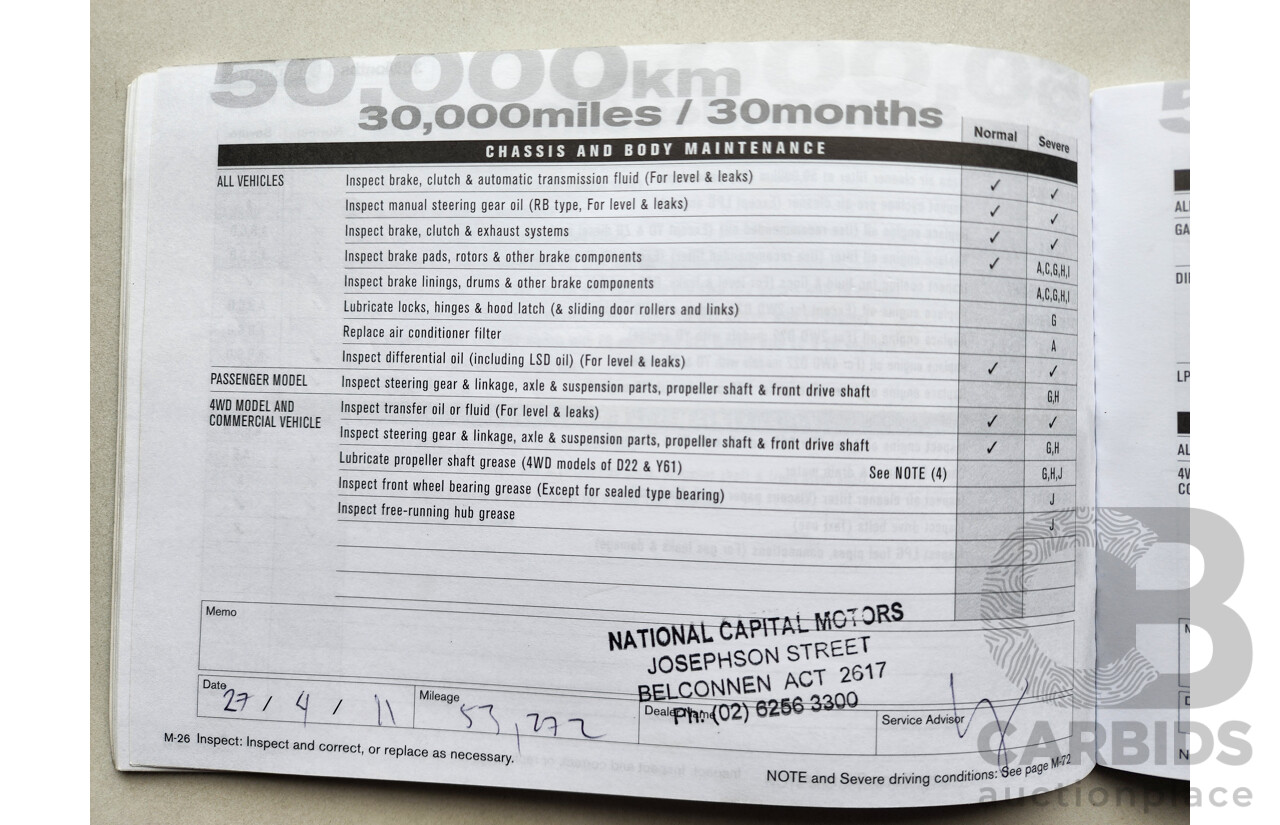 50,000km
30,000miles / 30months
Normal Severe
CHASSIS AND BODY MAINTENANCE
ALL VEHICLES Inspect brake, clutch & automatic transmission fluid (For level & leaks) ✓ ✓
Inspect manual steering gear oil (RB type, For level & leaks) ✓ ✓
Inspect brake, clutch & exhaust systems ✓ ✓
Inspect brake pads, rotors & other brake components ✓ A,C,G,H,I
Inspect brake linings, drums & other brake components A,C,G,H,I
Lubricate locks, hinges & hood latch (& sliding door rollers and links) G
Replace air conditioner filter A
Inspect differential oil (including LSD oil) (For level & leaks) ✓ ✓
PASSENGER MODEL Inspect steering gear & linkage, axle & suspension parts, propeller shaft & front drive shaft G,H
4WD MODEL AND COMMERCIAL VEHICLE Inspect transfer oil or fluid (For level & leaks) ✓ ✓
Inspect steering gear & linkage, axle & suspension parts, propeller shaft & front drive shaft ✓ G,H
Lubricate propeller shaft grease (4WD models of D22 & Y61) See NOTE (4) G,H,J
Inspect front wheel bearing grease (Except for sealed type bearing) J
Inspect free-running hub grease J
Memo
NATIONAL CAPITAL MOTORS
JOSEPHSON STREET
BELCONNEN ACT 2617
Ph: (02) 6256 3300
Date 27 / 4 / 11 Mileage 53,272 Dealer Name Service Advisor
M-26 Inspect: Inspect and correct, or replace as necessary.
NOTE and Severe driving conditions: See page M-72
CARBIDS
auctionplace